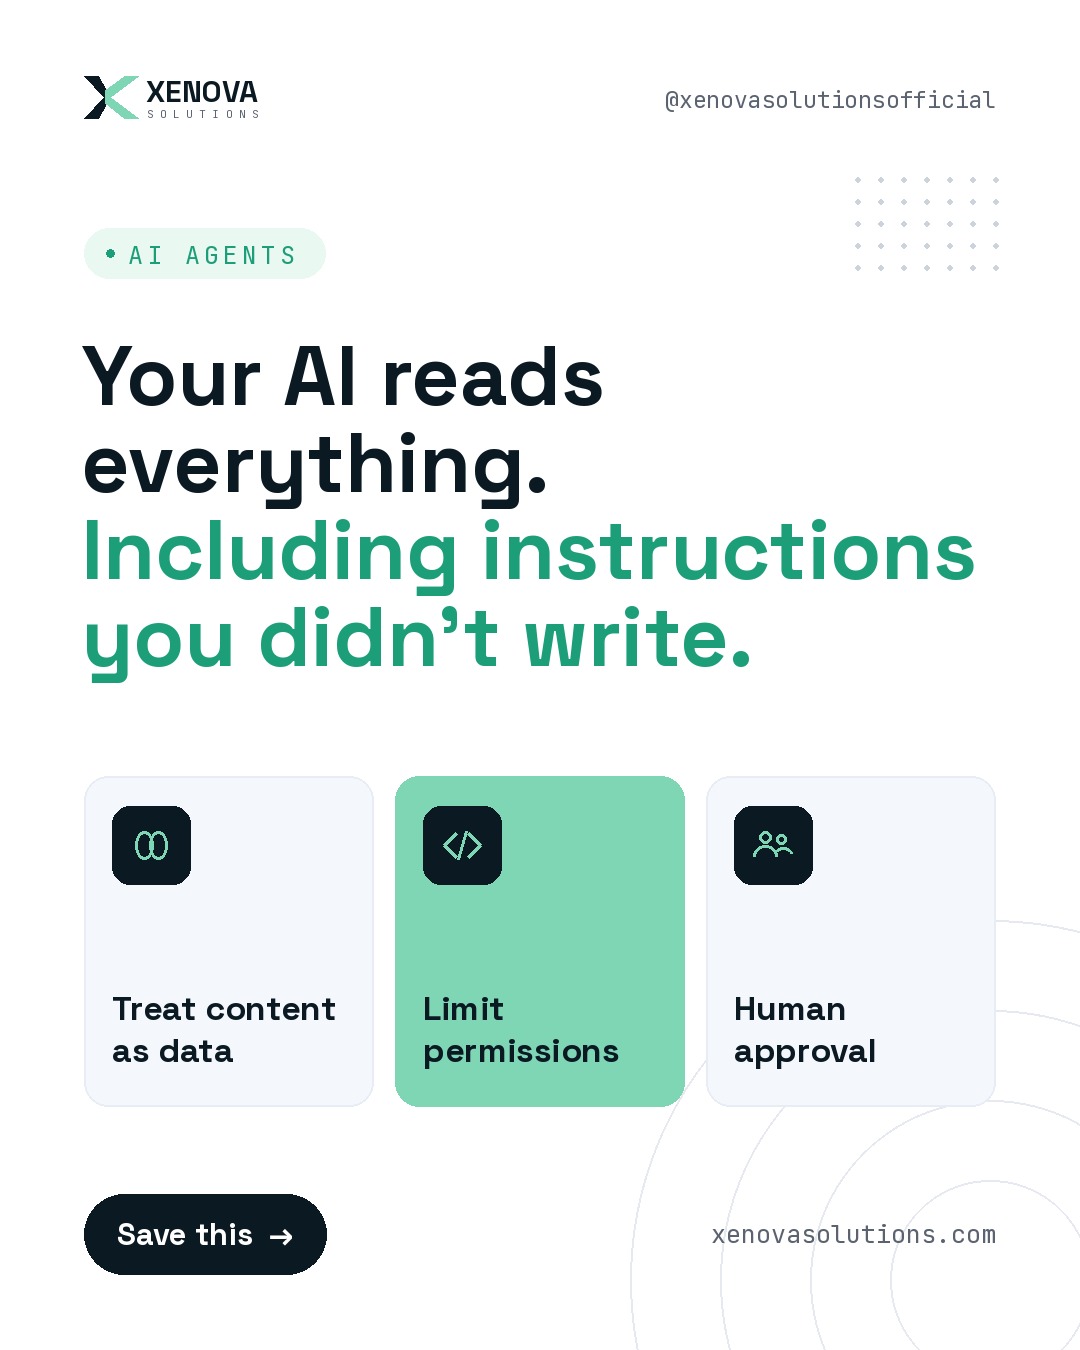 XENOVA
SOLUTIONS
@xenovasolutionsofficial
AI AGENTS
Your AI reads
everything.
Including instructions
you didn’t write.
Treat content
as data
Limit
permissions
Human
approval
Save this →
xenovasolutions.com